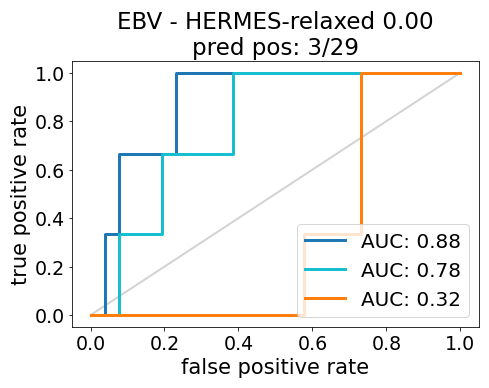 EBV - HERMES-relaxed 0.00
pred pos: 3/29
true positive rate
1.0
0.8
0.6
0.4
0.2
0.0
AUC: 0.88
AUC: 0.78
AUC: 0.32
0.0 0.2 0.4 0.6 0.8 1.0
false positive rate